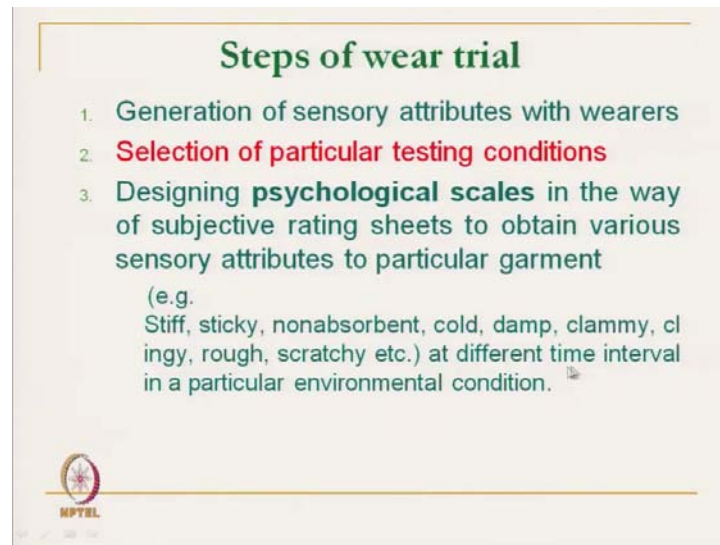 Steps of wear trial
1. Generation of sensory attributes with wearers
2. Selection of particular testing conditions
3. Designing psychological scales in the way
of subjective rating sheets to obtain various
sensory attributes to particular garment
(e.g.
Stiff, sticky, nonabsorbent, cold, damp, clammy, cl
ingy, rough, scratchy etc.) at different time interval
in a particular environmental condition.
NPTEL